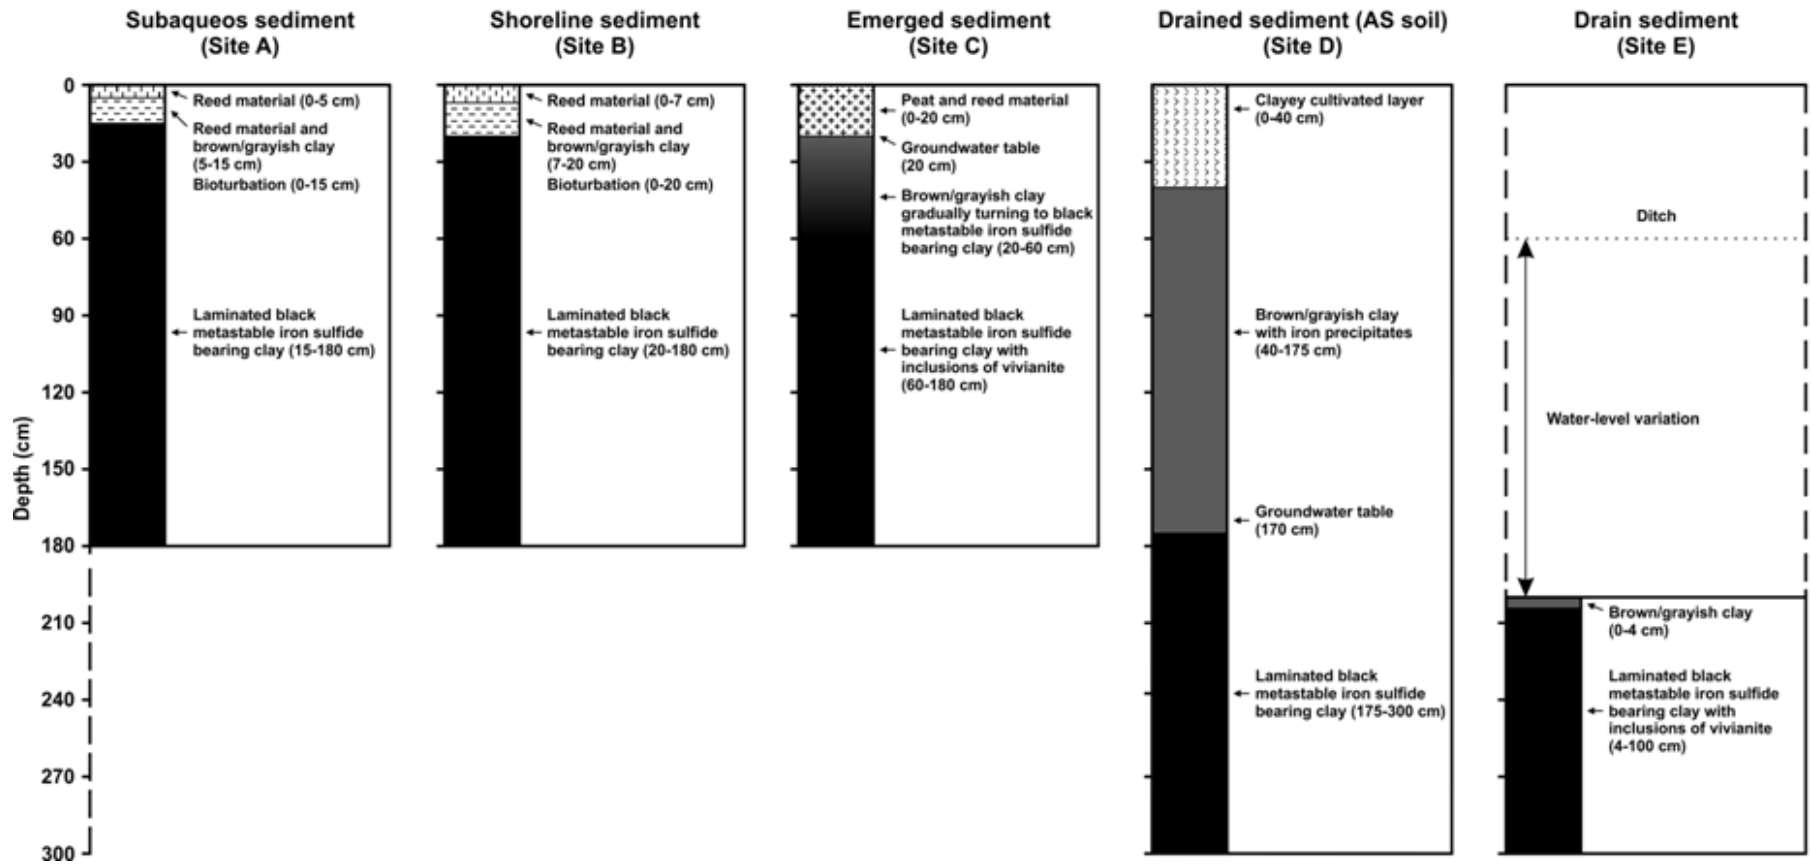 Subaqueos sediment
(Site A)
Shoreline sediment
(Site B)
Emerged sediment
(Site C)
Drained sediment (AS soil)
(Site D)
Drain sediment
(Site E)
Depth (cm)
0
30
60
90
120
150
180
210
240
270
300
Reed material (0-5 cm)
Reed material and
brown/grayish clay
(5-15 cm)
Bioturbation (0-15 cm)
Laminated black
metastable iron sulfide
bearing clay (15-180 cm)
Reed material (0-7 cm)
Reed material and
brown/grayish clay
(7-20 cm)
Bioturbation (0-20 cm)
Laminated black
metastable iron sulfide
bearing clay (20-180 cm)
Peat and reed material
(0-20 cm)
Groundwater table
(20 cm)
Brown/grayish clay
gradually turning to black
metastable iron sulfide
bearing clay (20-60 cm)
Laminated black
metastable iron sulfide
bearing clay with
inclusions of vivianite
(60-180 cm)
Clayey cultivated layer
(0-40 cm)
Brown/grayish clay
with iron precipitates
(40-175 cm)
Groundwater table
(170 cm)
Laminated black
metastable iron sulfide
bearing clay (175-300 cm)
Ditch
Water-level variation
Brown/grayish clay
(0-4 cm)
Laminated black
metastable iron sulfide
bearing clay with
inclusions of vivianite
(4-100 cm)